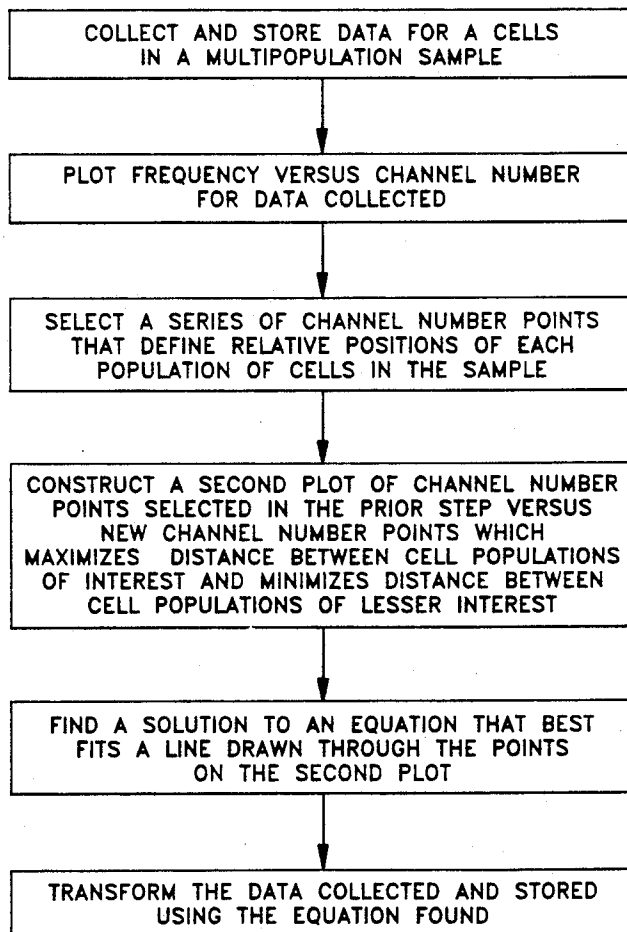 COLLECT AND STORE DATA FOR A CELLS
IN A MULTIPOPULATION SAMPLE
PLOT FREQUENCY VERSUS CHANNEL NUMBER
FOR DATA COLLECTED
SELECT A SERIES OF CHANNEL NUMBER POINTS
THAT DEFINE RELATIVE POSITIONS OF EACH
POPULATION OF CELLS IN THE SAMPLE
CONSTRUCT A SECOND PLOT OF CHANNEL NUMBER
POINTS SELECTED IN THE PRIOR STEP VERSUS
NEW CHANNEL NUMBER POINTS WHICH
MAXIMIZES DISTANCE BETWEEN CELL POPULATIONS
OF INTEREST AND MINIMIZES DISTANCE BETWEEN
CELL POPULATIONS OF LESSER INTEREST
FIND A SOLUTION TO AN EQUATION THAT BEST
FITS A LINE DRAWN THROUGH THE POINTS
ON THE SECOND PLOT
TRANSFORM THE DATA COLLECTED AND STORED
USING THE EQUATION FOUND